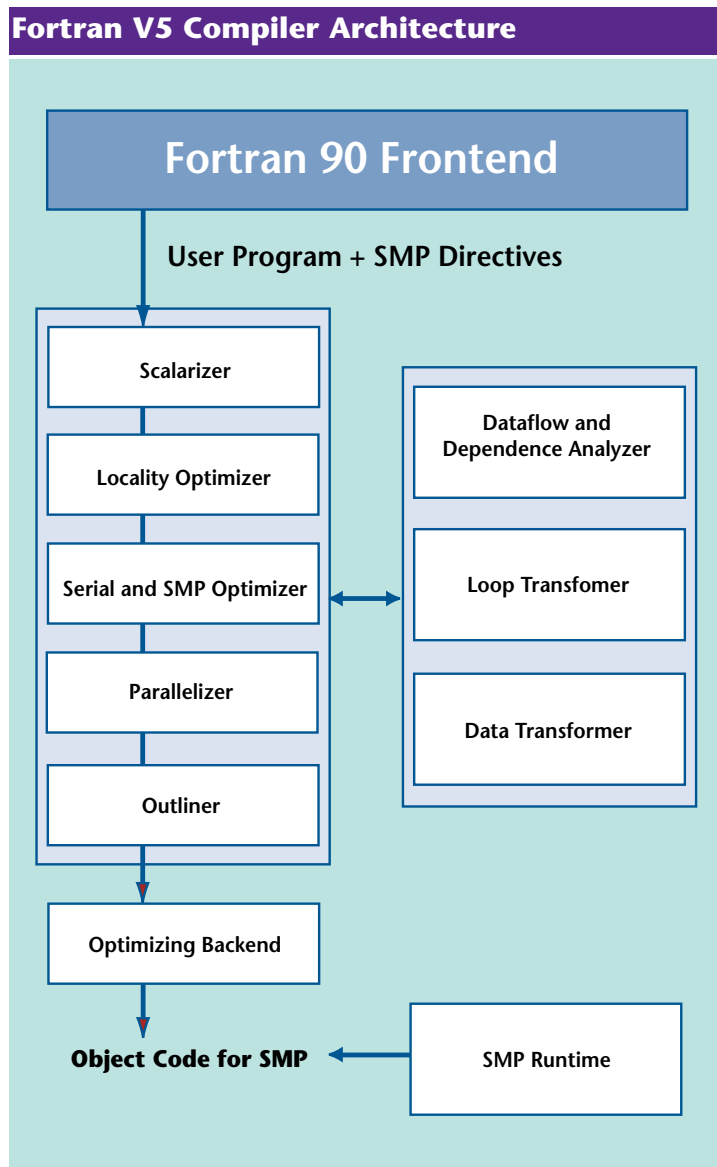 Fortran V5 Compiler Architecture
Fortran 90 Frontend
User Program + SMP Directives
Scalarizer
Locality Optimizer
Serial and SMP Optimizer
Parallelizer
Outliner
Dataflow and
Dependence Analyzer
Loop Transfomer
Data Transformer
Optimizing Backend
Object Code for SMP
SMP Runtime